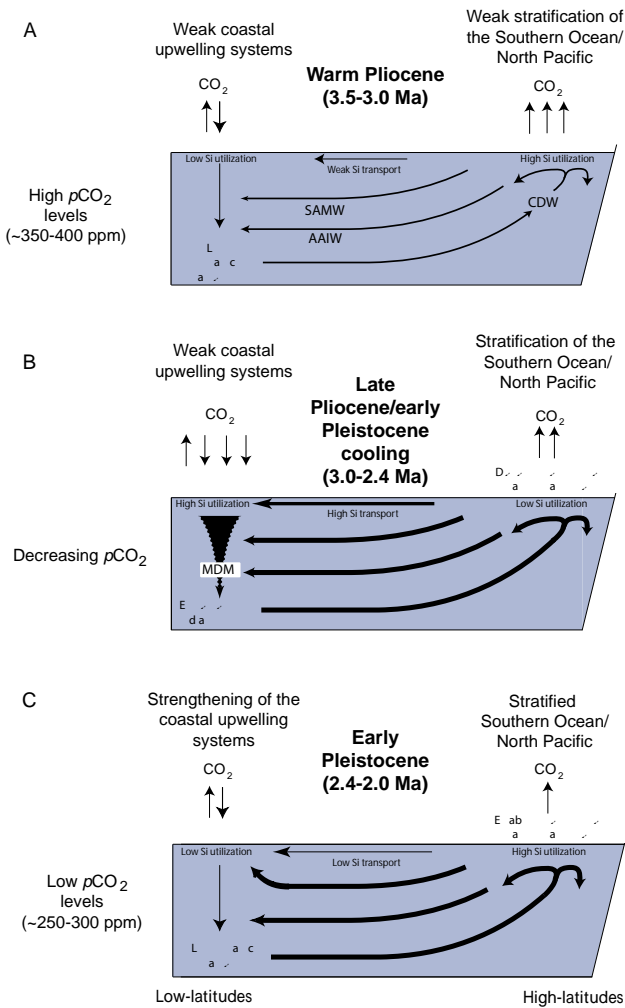 A
Weak coastal
upwelling systems
CO2
Warm Pliocene
(3.5-3.0 Ma)
Weak stratification of
the Southern Ocean/
North Pacific
CO2
High pCO2
levels
(~350-400 ppm)
Low Si utilization
Weak Si transport
High Si utilization
SAMW
AAIW
CDW
L
a c
a
B
Weak coastal
upwelling systems
CO2
Late
Pliocene/early
Pleistocene
cooling
(3.0-2.4 Ma)
Stratification of the
Southern Ocean/
North Pacific
CO2
D
a a
Decreasing pCO2
High Si utilization
High Si transport
Low Si utilization
MDM
E
d a
C
Strengthening of the
coastal upwelling
systems
CO2
Early
Pleistocene
(2.4-2.0 Ma)
Stratified
Southern Ocean/
North Pacific
CO2
E ab
a a
Low pCO2
levels
(~250-300 ppm)
Low Si utilization
Low Si transport
High Si utilization
L a c
a
Low-latitudes
High-latitudes